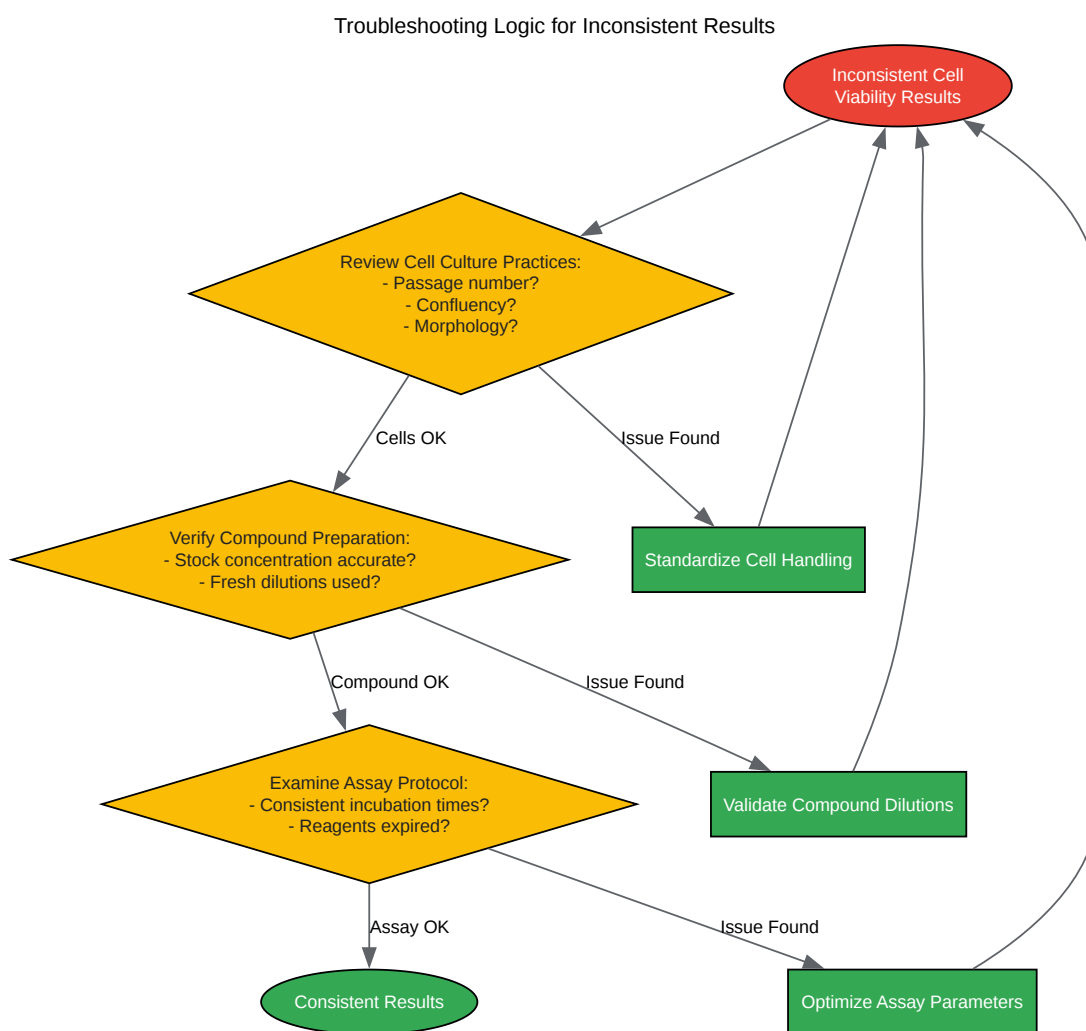 Troubleshooting Logic for Inconsistent Results
Inconsistent Cell
Viability Results
Review Cell Culture Practices:
- Passage number?
- Confluency?
- Morphology?
Cells OK
Issue Found
Verify Compound Preparation:
- Stock concentration accurate?
- Fresh dilutions used?
Standardize Cell Handling
Compound OK
Issue Found
Examine Assay Protocol:
- Consistent incubation times?
- Reagents expired?
Validate Compound Dilutions
Assay OK
Issue Found
Consistent Results
Optimize Assay Parameters